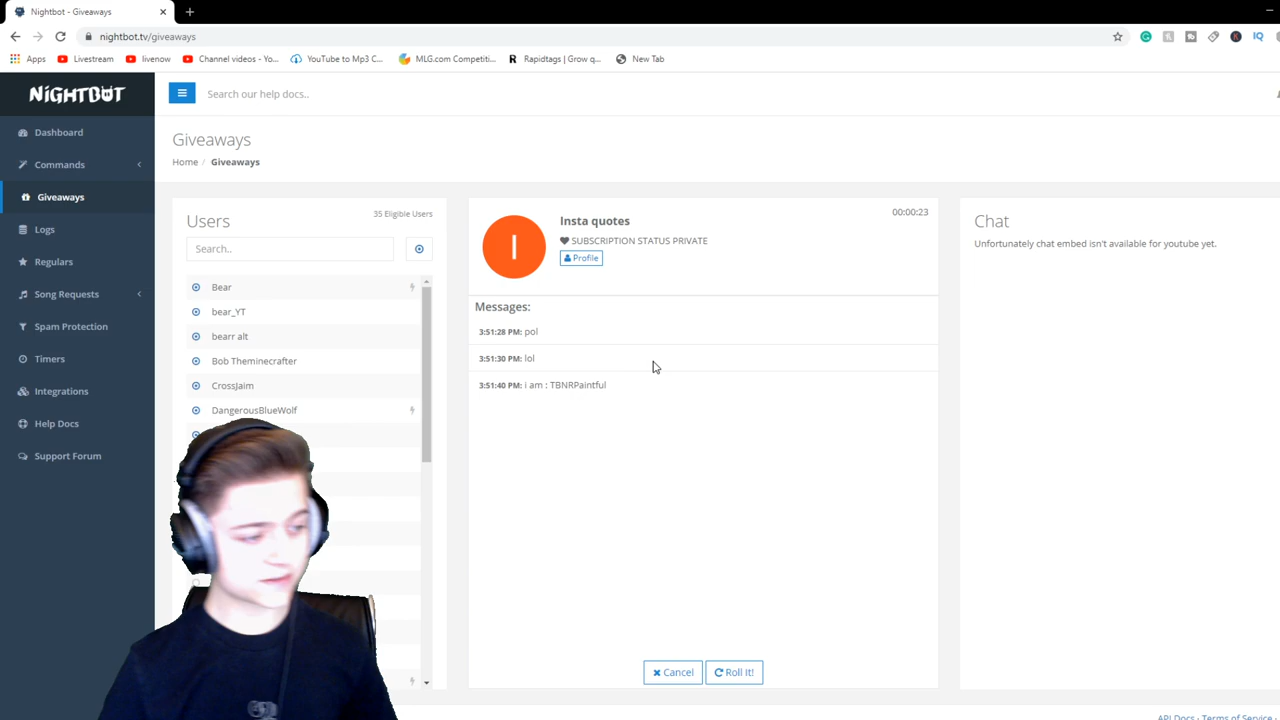 Nightbot - Giveaways
nightbot.tv/giveaways
Apps
Livestream
livenow
Channel videos - Yo...
YouTube to Mp3 C...
MLG.com Competiti...
Rapidtags | Grow q...
New Tab
NIGHTBOT
Search our help docs..
Dashboard
Commands
Giveaways
Logs
Regulars
Song Requests
Spam Protection
Timers
Integrations
Help Docs
Support Forum
Giveaways
Home / Giveaways
Users
35 Eligible Users
Search..
Bear
bear_YT
bearr alt
Bob Theminecrafter
CrossJaim
DangerousBlueWolf
I
Insta quotes
00:00:23
SUBSCRIPTION STATUS PRIVATE
Profile
Messages:
3:51:28 PM: pol
3:51:30 PM: lol
3:51:40 PM: i am : TBNRPaintful
Cancel
Roll it!
Chat
Unfortunately chat embed isn't available for youtube yet.
API Docs - Terms of Service -